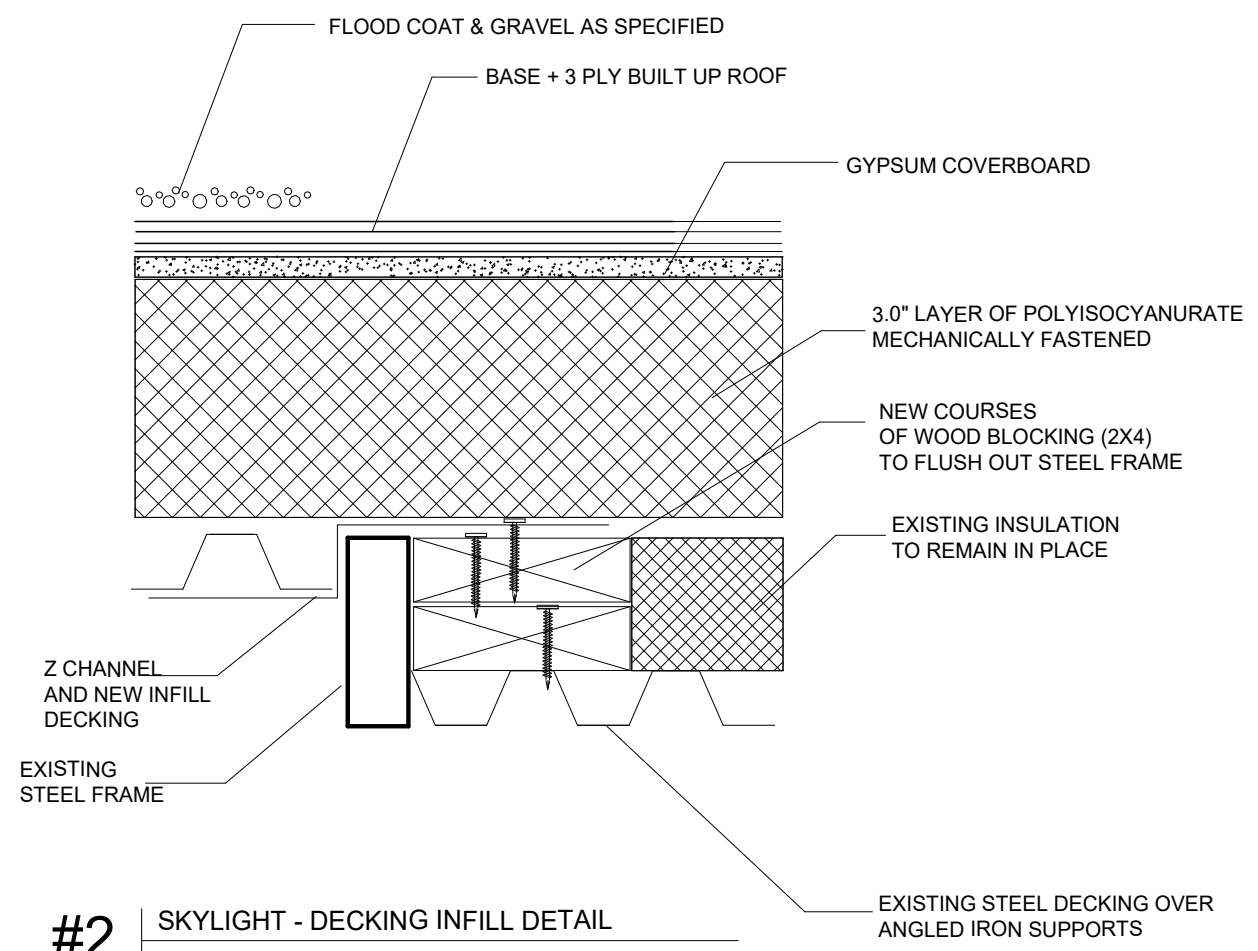 FLOOD COAT & GRAVEL AS SPECIFIED
BASE + 3 PLY BUILT UP ROOF
GYPSUM COVERBOARD
3.0" LAYER OF POLYISOCYANURATE
MECHANICALLY FASTENED
NEW COURSES
OF WOOD BLOCKING (2X4)
TO FLUSH OUT STEEL FRAME
EXISTING INSULATION
TO REMAIN IN PLACE
Z CHANNEL
AND NEW INFILL
DECKING
EXISTING
STEEL FRAME
EXISTING STEEL DECKING OVER
ANGLED IRON SUPPORTS
#2
SKYLIGHT - DECKING INFILL DETAIL